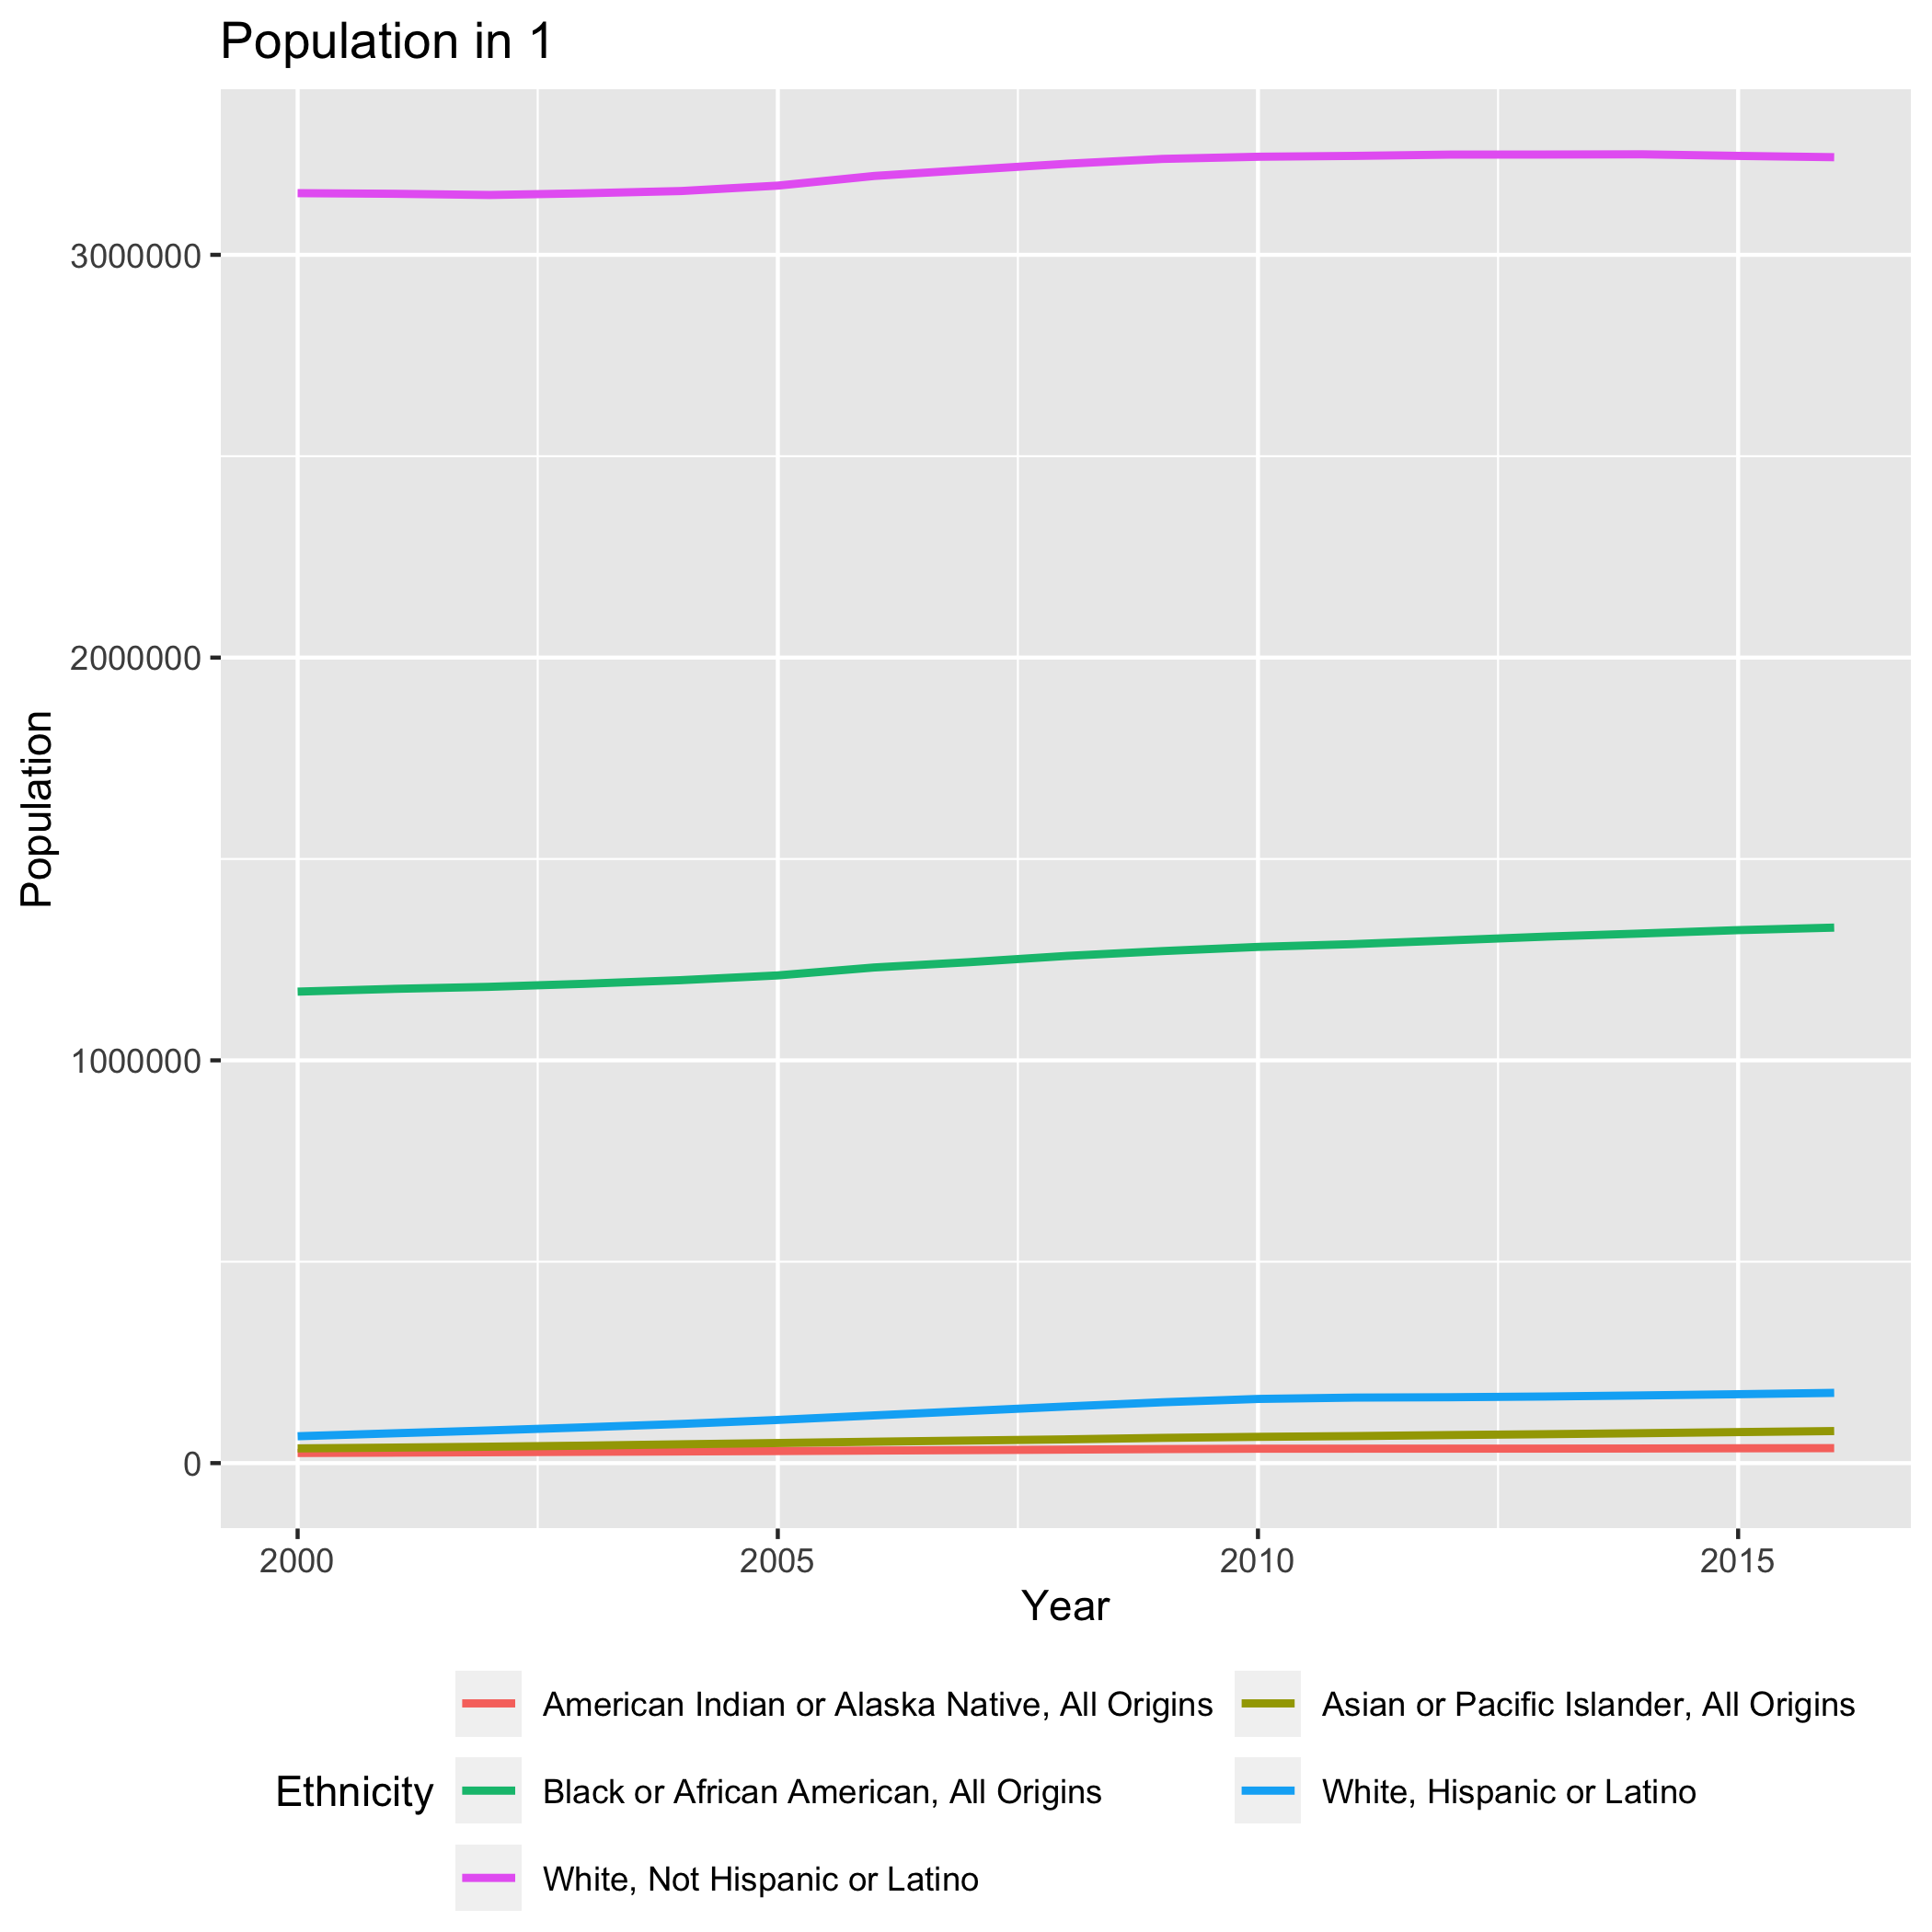 Population in 1
Population
3000000
2000000
1000000
0
2000 2005 2010 2015
Year
Ethnicity
American Indian or Alaska Native, All Origins
Asian or Pacific Islander, All Origins
Black or African American, All Origins
White, Hispanic or Latino
White, Not Hispanic or Latino